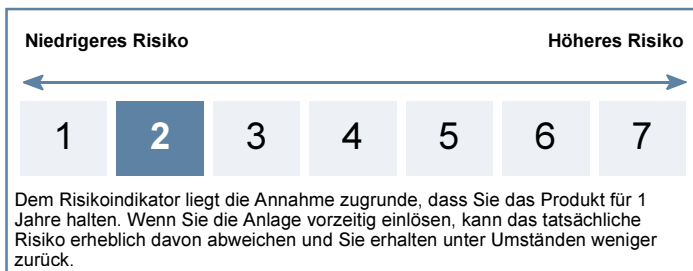 Niedrigeres Risiko Höheres Risiko
1 2 3 4 5 6 7
Dem Risikoindikator liegt die Annahme zugrunde, dass Sie das Produkt für 1
Jahre halten. Wenn Sie die Anlage vorzeitig einlösen, kann das tatsächliche
Risiko erheblich davon abweichen und Sie erhalten unter Umständen weniger
zurück.